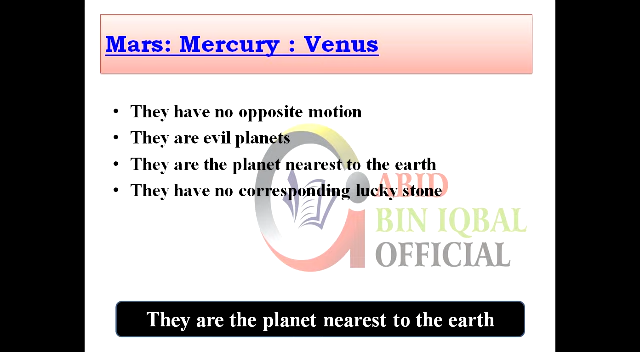 Mars: Mercury : Venus
• They have no opposite motion
• They are evil planets
• They are the planet nearest to the earth
• They have no corresponding lucky stone
ABID
BIN IQBAL
OFFICIAL
They are the planet nearest to the earth